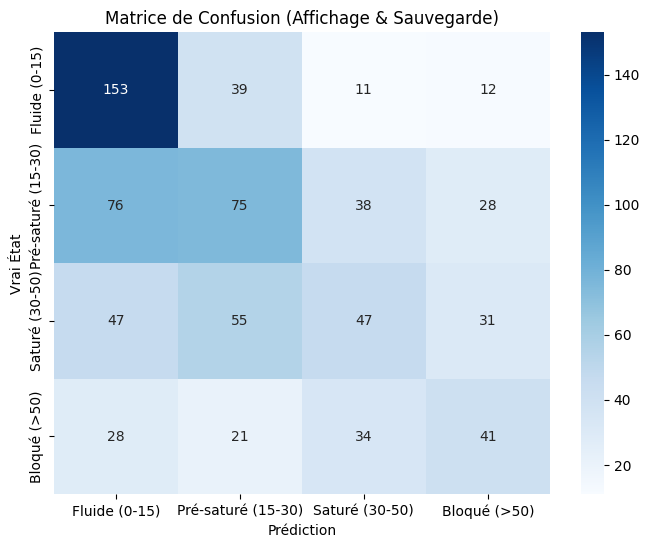 Matrice de Confusion (Affichage & Sauvegarde)
Vrai État
Fluide (0-15)
153 39 11 12
Pré-saturé (15-30)
76 75 38 28
Saturé (30-50)
47 55 47 31
Bloqué (>50)
28 21 34 41
Fluide (0-15) Pré-saturé (15-30) Saturé (30-50) Bloqué (>50)
Prédiction
140
120
100
80
60
40
20